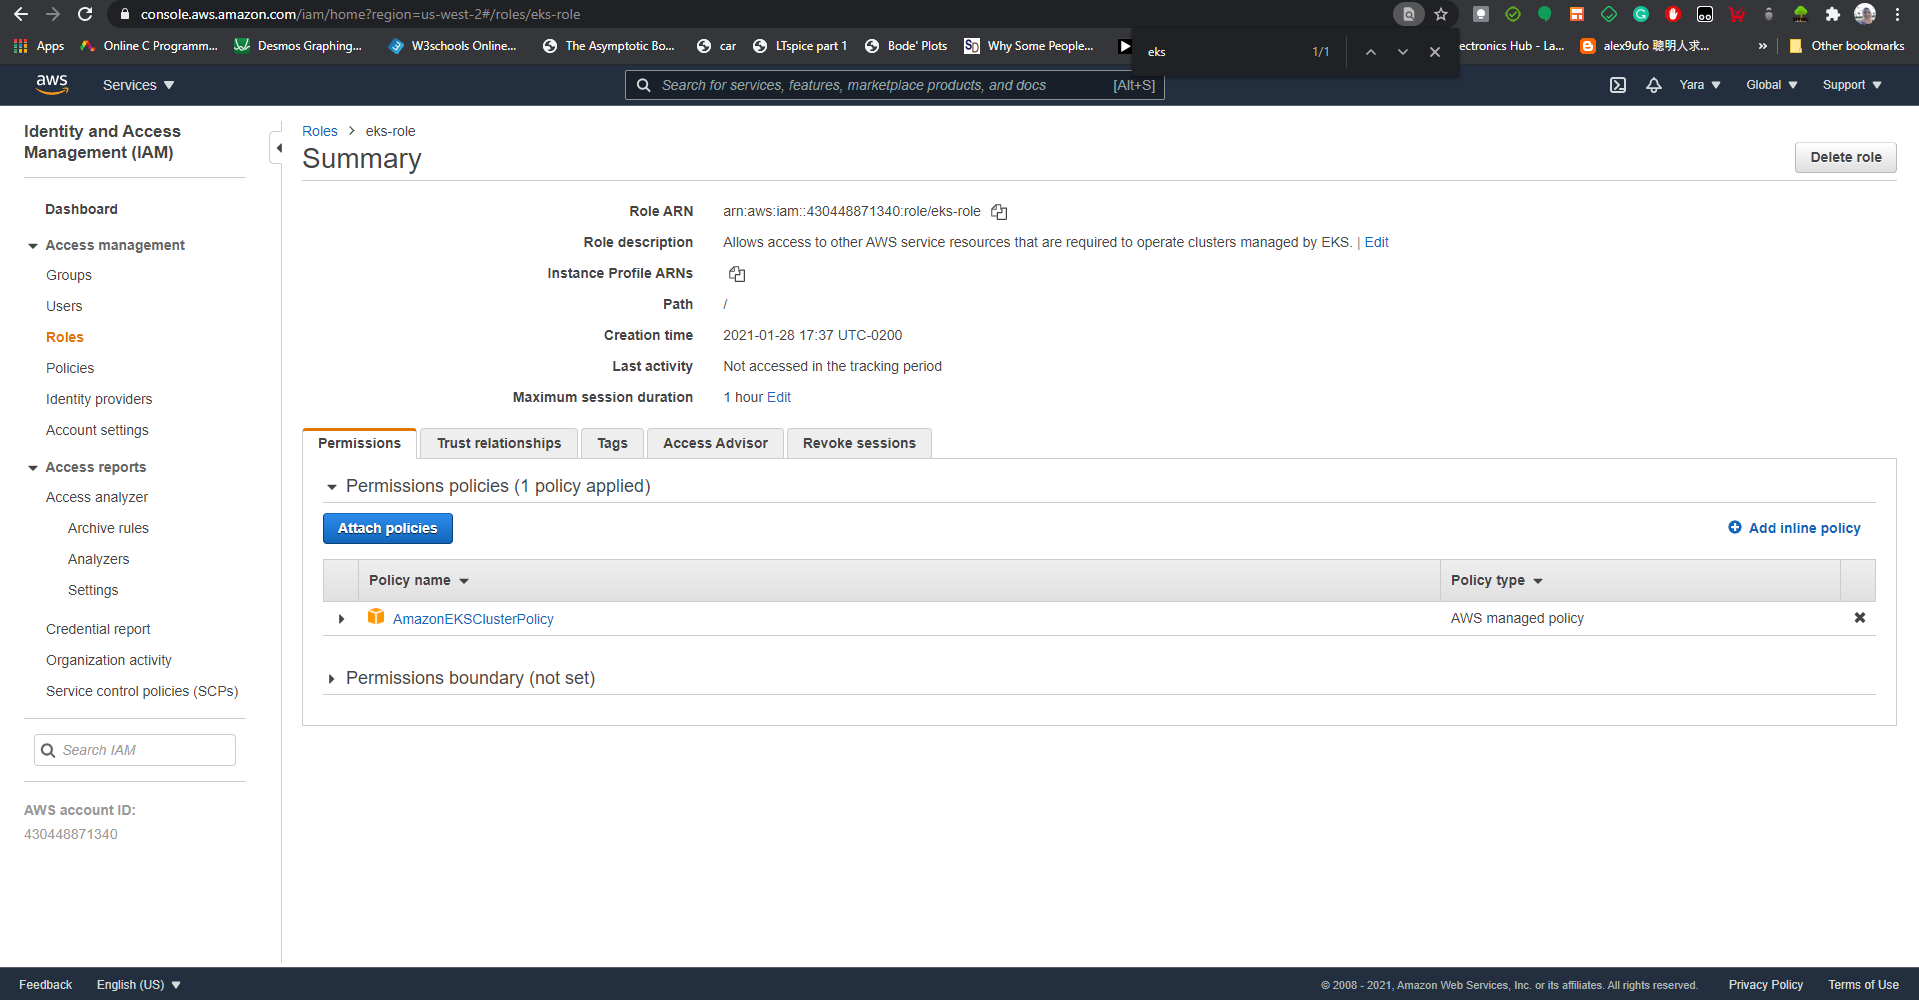 console.aws.amazon.com/iam/home?region=us-west-2#/roles/eks-role
Apps Online C Programm... Desmos Graphing... W3schools Online... The Asymptotic Bo... car LTspice part 1 Bode' Plots Why Some People... ectronics Hub - La... alex9ufo 聰明人求... » Other bookmarks
eks 1/1
aws Services Search for services, features, marketplace products, and docs [Alt+S] Yara Global Support
Identity and Access
Management (IAM)
Dashboard
Access management
Groups
Users
Roles
Policies
Identity providers
Account settings
Access reports
Access analyzer
Archive rules
Analyzers
Settings
Credential report
Organization activity
Service control policies (SCPs)
Search IAM
AWS account ID:
430448871340
Roles > eks-role
Summary
Delete role
Role ARN arn:aws:iam::430448871340:role/eks-role
Role description Allows access to other AWS service resources that are required to operate clusters managed by EKS. | Edit
Instance Profile ARNs
Path /
Creation time 2021-01-28 17:37 UTC-0200
Last activity Not accessed in the tracking period
Maximum session duration 1 hour Edit
Permissions Trust relationships Tags Access Advisor Revoke sessions
Permissions policies (1 policy applied)
Attach policies Add inline policy
Policy name Policy type
AmazonEKSClusterPolicy AWS managed policy
Permissions boundary (not set)
Feedback English (US) © 2008 - 2021, Amazon Web Services, Inc. or its affiliates. All rights reserved. Privacy Policy Terms of Use